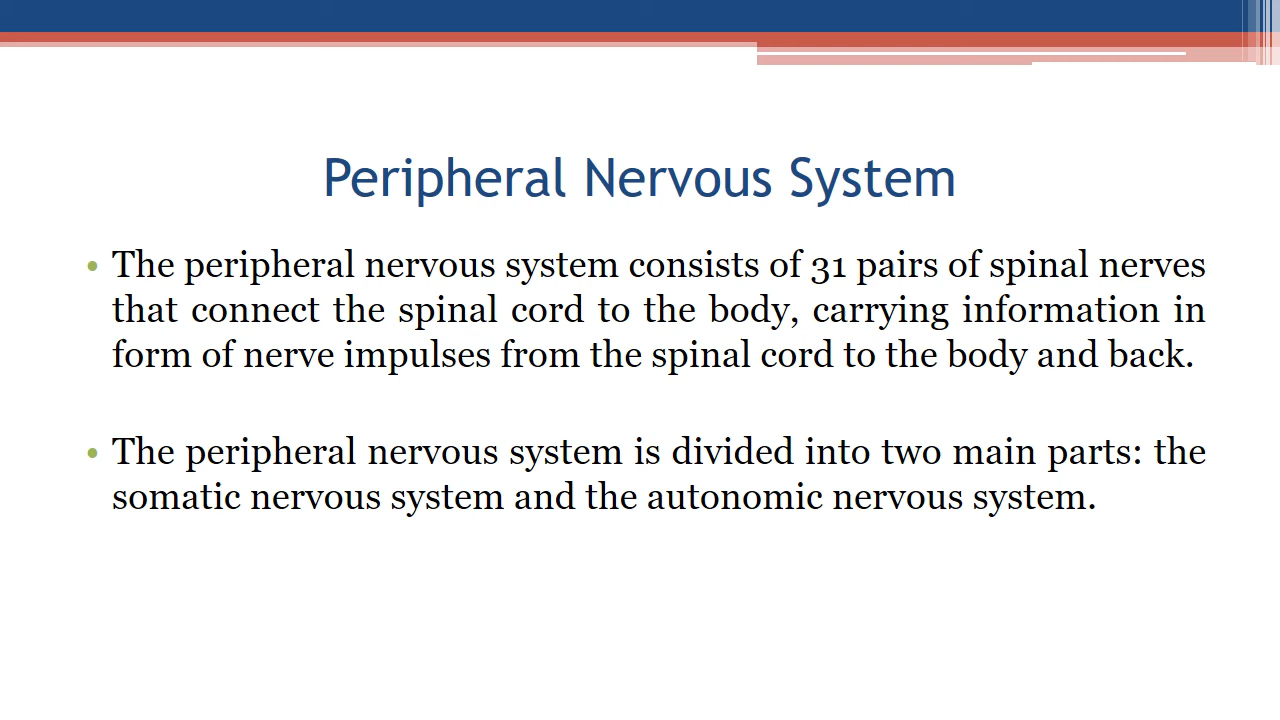 Peripheral Nervous System
• The peripheral nervous system consists of 31 pairs of spinal nerves
that connect the spinal cord to the body, carrying information in
form of nerve impulses from the spinal cord to the body and back.
• The peripheral nervous system is divided into two main parts: the
somatic nervous system and the autonomic nervous system.